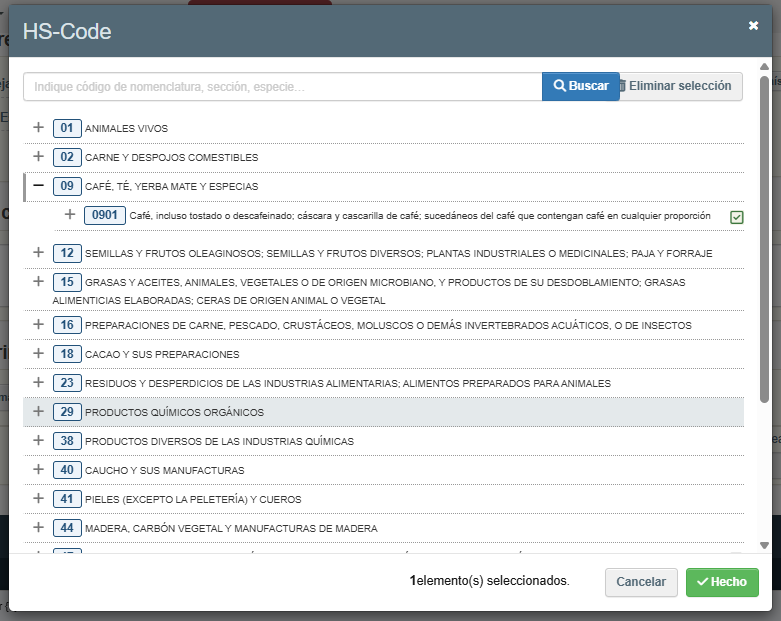 HS-Code
Indique código de nomenclatura, sección, especie...
Buscar
Eliminar selección
01 ANIMALES VIVOS
02 CARNE Y DESPOJOS COMESTIBLES
09 CAFÉ, TÉ, YERBA MATE Y ESPECIAS
0901 Café, incluso tostado o descafeinado; cáscara y cascarilla de café; sucedáneos del café que contengan café en cualquier proporción
12 SEMILLAS Y FRUTOS OLEAGINOSOS; SEMILLAS Y FRUTOS DIVERSOS; PLANTAS INDUSTRIALES O MEDICINALES; PAJA Y FORRAJE
15 GRASAS Y ACEITES, ANIMALES, VEGETALES O DE ORIGEN MICROBIANO, Y PRODUCTOS DE SU DESDOBLAMIENTO; GRASAS
ALIMENTICIAS ELABORADAS; CERAS DE ORIGEN ANIMAL O VEGETAL
16 PREPARACIONES DE CARNE, PESCADO, CRUSTÁCEOS, MOLUSCOS O DEMÁS INVERTEBRADOS ACUÁTICOS, O DE INSECTOS
18 CACAO Y SUS PREPARACIONES
23 RESIDUOS Y DESPERDICIOS DE LAS INDUSTRIAS ALIMENTARIAS; ALIMENTOS PREPARADOS PARA ANIMALES
29 PRODUCTOS QUÍMICOS ORGÁNICOS
38 PRODUCTOS DIVERSOS DE LAS INDUSTRIAS QUÍMICAS
40 CAUCHO Y SUS MANUFACTURAS
41 PIELES (EXCEPTO LA PELETERÍA) Y CUEROS
44 MADERA, CARBÓN VEGETAL Y MANUFACTURAS DE MADERA
1elemento(s) seleccionados.
Cancelar
Hecho